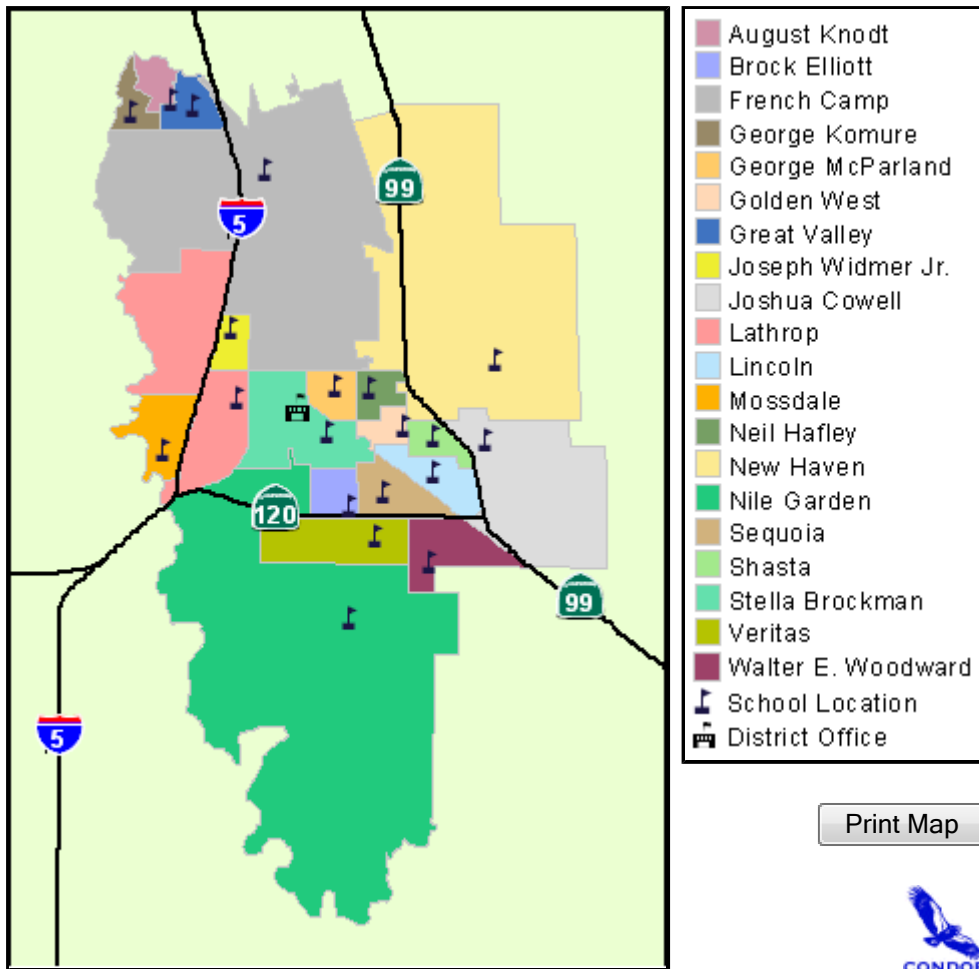 August Knodt
Brock Elliott
French Camp
George Komure
George McParland
Golden West
Great Valley
Joseph Widmer Jr.
Joshua Cowell
Lathrop
Lincoln
Mossdale
Neil Hafley
New Haven
Nile Garden
Sequoia
Shasta
Stella Brockman
Veritas
Walter E. Woodward
School Location
District Office
99
5
120
99
5
Print Map
CONDOR